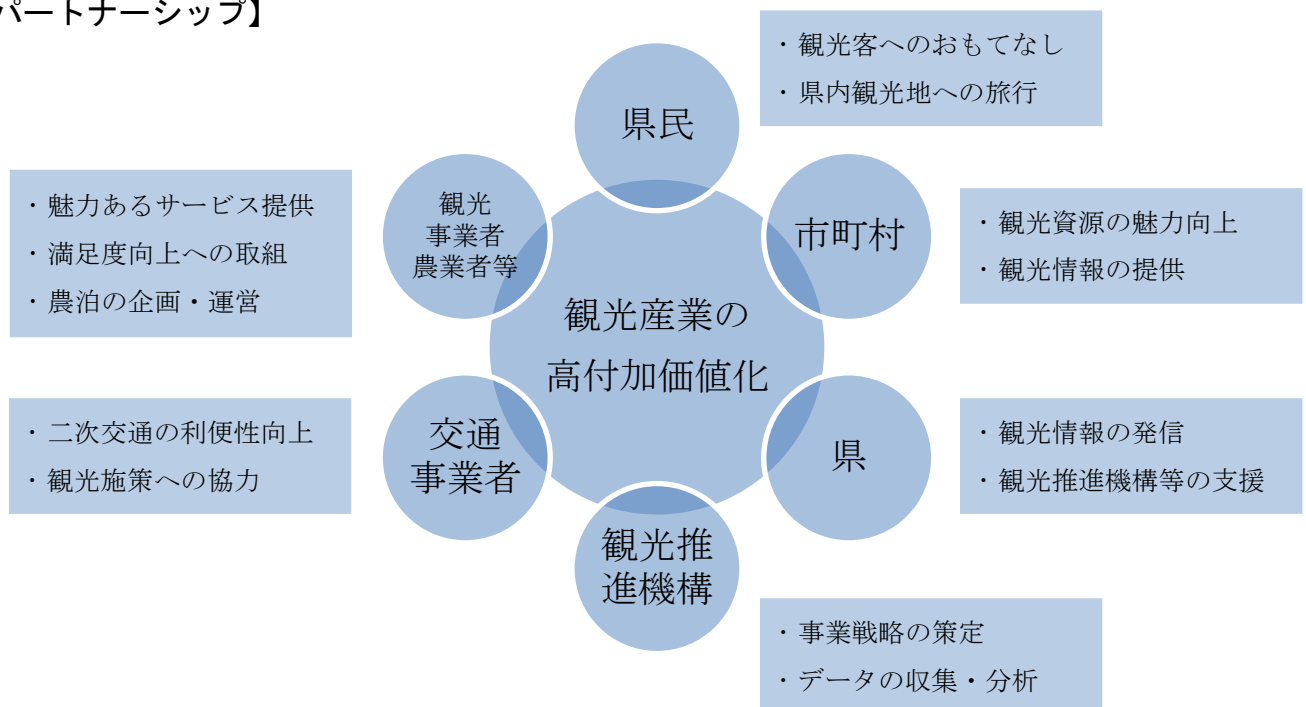 パートナーシップ】
県民
・観光客へのおもてなし
・県内観光地への旅行
市町村
・観光資源の魅力向上
・観光情報の提供
県
・観光情報の発信
・観光推進機構等の支援
観光推
進機構
・事業戦略の策定
・データの収集・分析
交通
事業者
・二次交通の利便性向上
・観光施策への協力
観光
事業者
農業者等
・魅力あるサービス提供
・満足度向上への取組
・農泊の企画・運営
観光産業の
高付加価値化